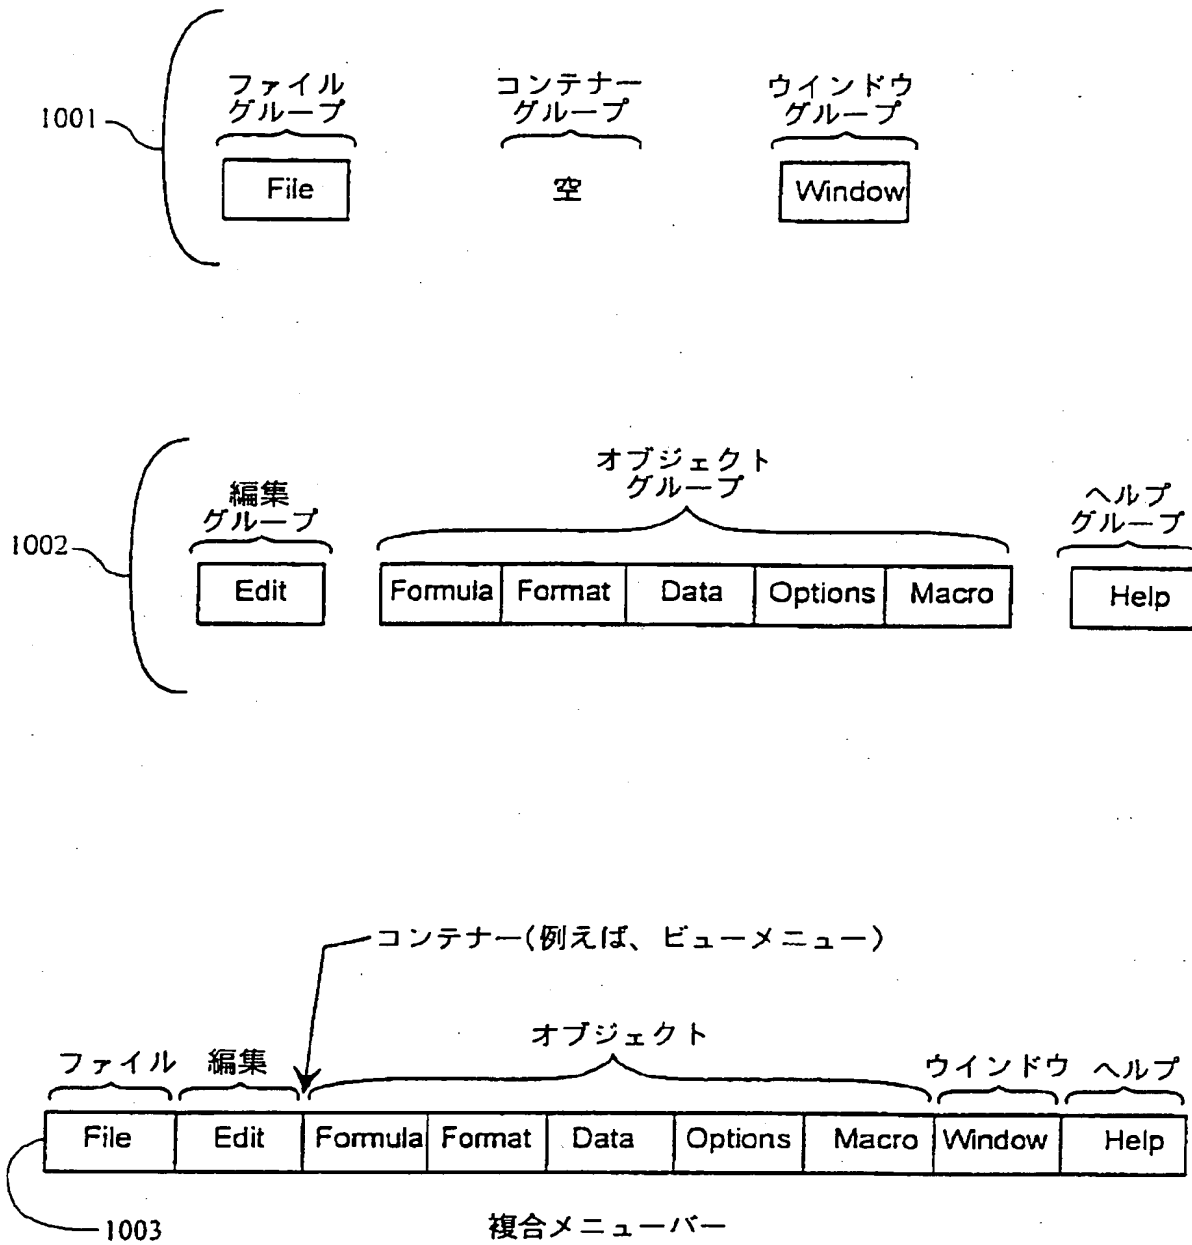 1001
ファイル
グループ
コンテナー
グループ
ウインドウ
グループ
File
空
Window
1002
編集
グループ
オブジェクト
グループ
ヘルプ
グループ
Edit
Formula Format Data Options Macro
Help
コンテナー(例えば、ビューメニュー)
オブジェクト
ファイル 編集 ウインドウ ヘルプ
File Edit Formula Format Data Options Macro Window Help
1003
複合メニューバー